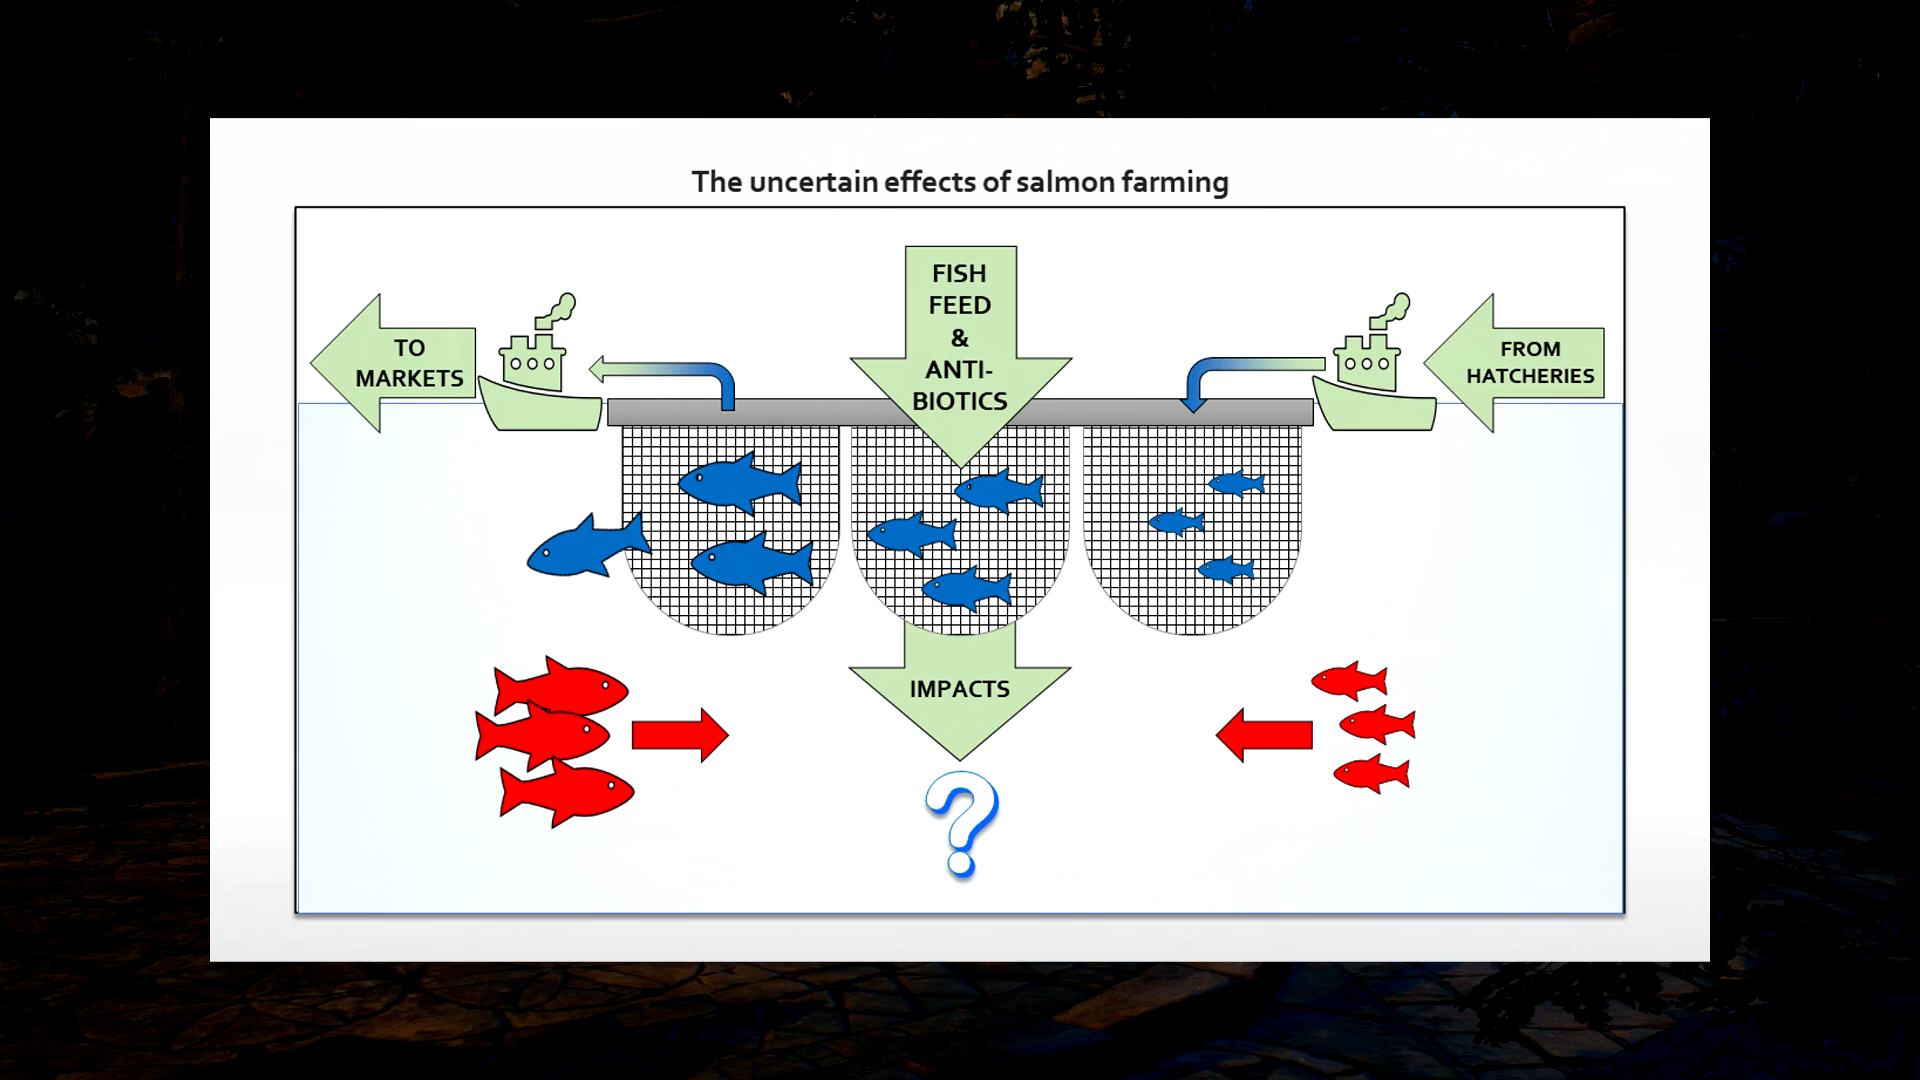 The uncertain effects of salmon farming
FISH
FEED
&
ANTI-
BIOTICS
TO
MARKETS
FROM
HATCHERIES
IMPACTS
?